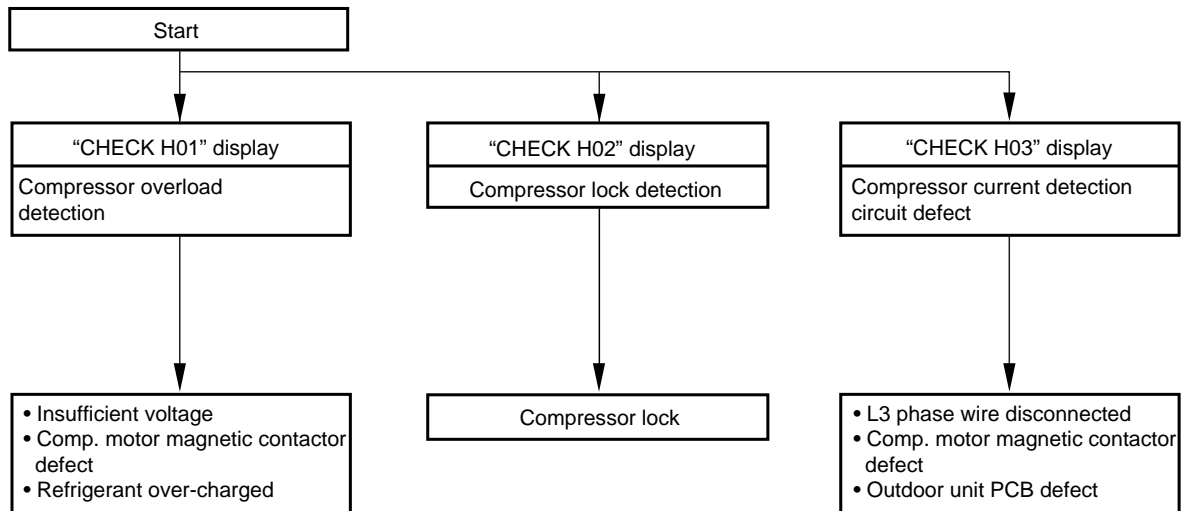 Start
“CHECK H01” display
Compressor overload
detection
“CHECK H02” display
Compressor lock detection
“CHECK H03” display
Compressor current detection
circuit defect
• Insufficient voltage
• Comp. motor magnetic contactor
defect
• Refrigerant over-charged
Compressor lock
• L3 phase wire disconnected
• Comp. motor magnetic contactor
defect
• Outdoor unit PCB defect